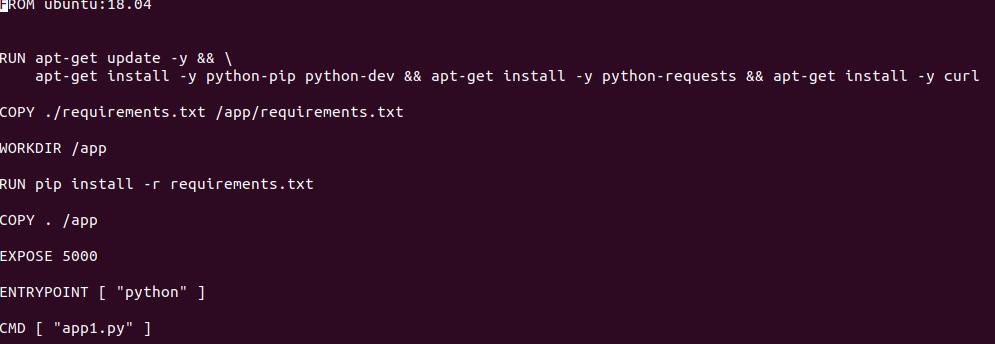 FROM ubuntu:18.04
RUN apt-get update -y && \
    apt-get install -y python-pip python-dev && apt-get install -y python-requests && apt-get install -y curl
COPY ./requirements.txt /app/requirements.txt
WORKDIR /app
RUN pip install -r requirements.txt
COPY . /app
EXPOSE 5000
ENTRYPOINT [ "python" ]
CMD [ "app1.py" ]